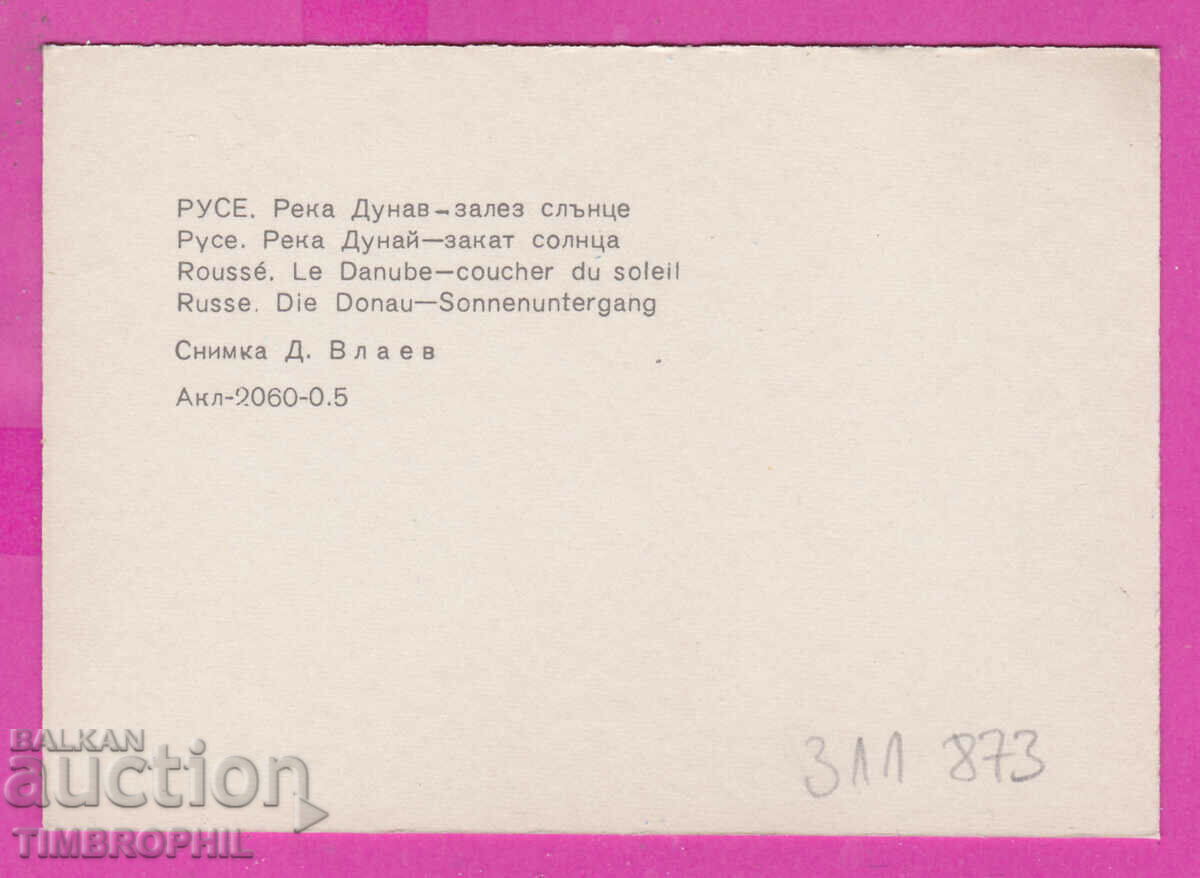 РУСЕ. Река Дунав-залез слънце
Русе. Река Дунай—закат солнца
Roussé. Le Danube—coucher du soleil
Russe. Die Donau—Sonnenuntergang
Снимка Д. Влаев
Акл-2060-0.5
311 873
BALKAN
auction
TIMBROPHIL